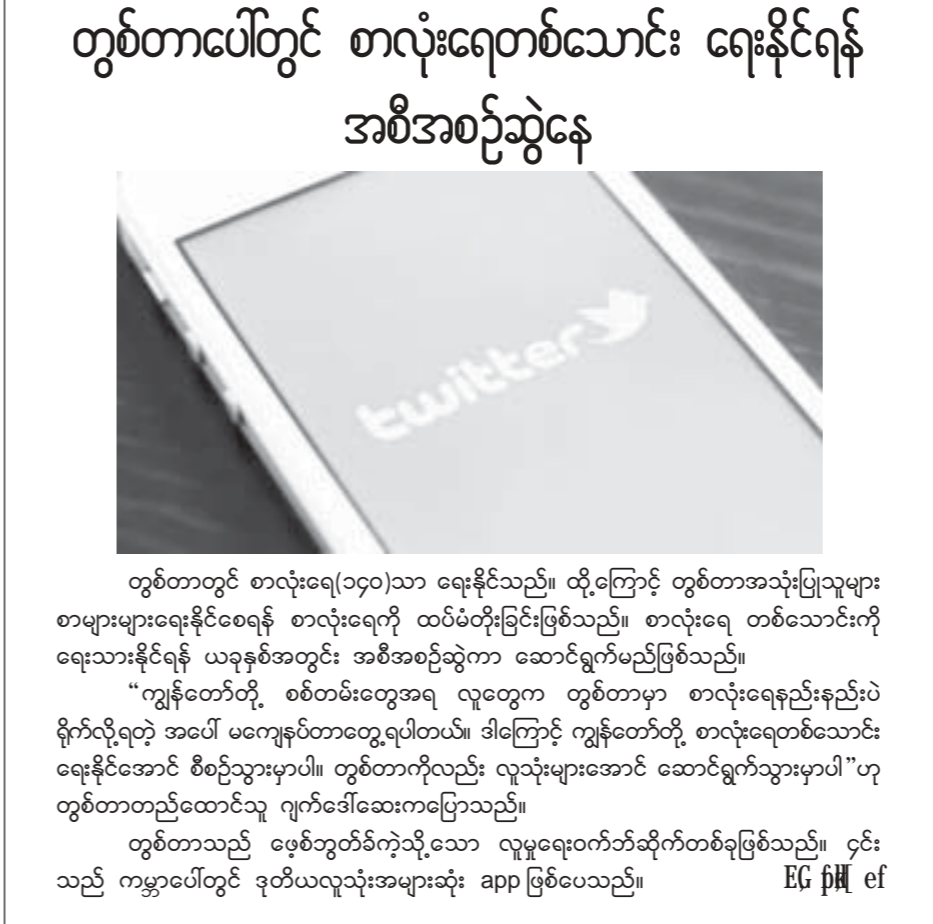 တွစ်တာပေါ်တွင် စာလုံးရေတစ်သောင်း ရေးနိုင်ရန်
အစီအစဉ်ဆွဲနေ
twitter
တွစ်တာတွင် စာလုံးရေ(၁၄၀)သာ ရေးနိုင်သည်။ ထို့ကြောင့် တွစ်တာအသုံးပြုသူများ
စာများများရေးနိုင်စေရန် စာလုံးရေကို ထပ်မံတိုးခြင်းဖြစ်သည်။ စာလုံးရေ တစ်သောင်းကို
ရေးသားနိုင်ရန် ယခုနှစ်အတွင်း အစီအစဉ်ဆွဲကာ ဆောင်ရွက်မည်ဖြစ်သည်။
“ကျွန်တော်တို့ စစ်တမ်းတွေအရ လူတွေက တွစ်တာမှာ စာလုံးရေနည်းနည်းပဲ
ရိုက်လို့ရတဲ့ အပေါ် မကျေနပ်တာတွေ့ရပါတယ်။ ဒါကြောင့် ကျွန်တော်တို့ စာလုံးရေတစ်သောင်း
ရေးနိုင်အောင် စီစဉ်သွားမှာပါ။ တွစ်တာကိုလည်း လူသုံးများအောင် ဆောင်ရွက်သွားမှာပါ”ဟု
တွစ်တာတည်ထောင်သူ ဂျက်ဒေါ်ဆေးကပြောသည်။
တွစ်တာသည် ဖေ့စ်ဘွတ်ခ်ကဲ့သို့သော လူမှုရေးဝက်ဘ်ဆိုက်တစ်ခုဖြစ်သည်။ ၄င်း
သည် ကမ္ဘာပေါ်တွင် ဒုတိယလူသုံးအများဆုံး app ဖြစ်ပေသည်။